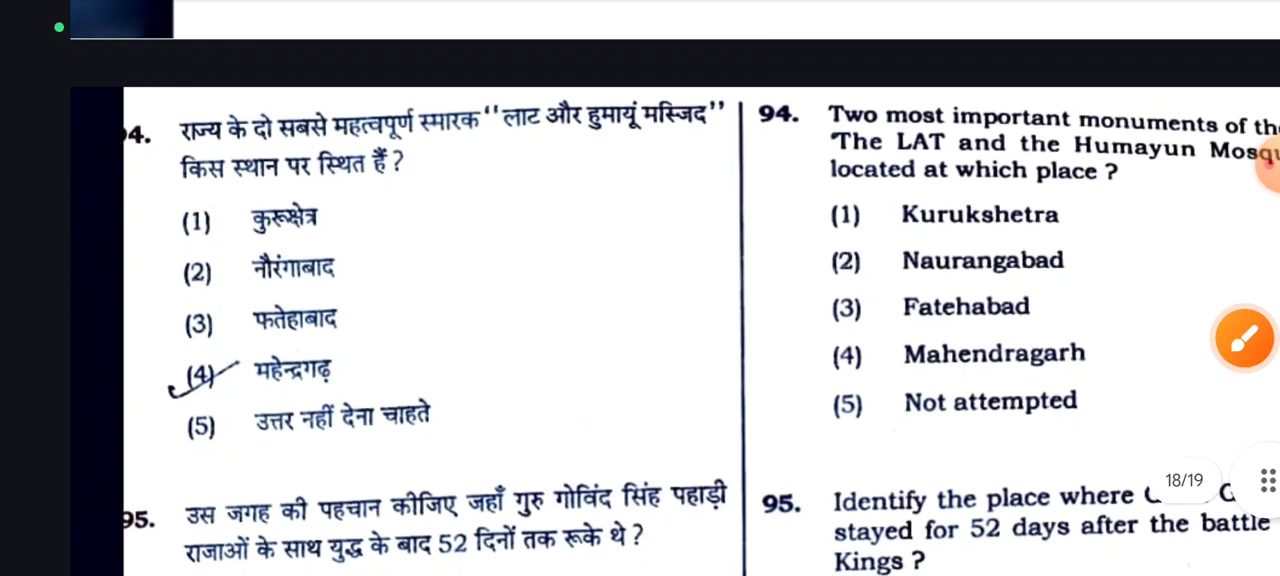 4. राज्य के दो सबसे महत्वपूर्ण स्मारक "लाट और हुमायूं मस्जिद"
किस स्थान पर स्थित हैं ?
(1) कुरूक्षेत्र
(2) नौरंगाबाद
(3) फतेहाबाद
(4) महेन्द्रगढ़
(5) उत्तर नहीं देना चाहते
95. उस जगह की पहचान कीजिए जहाँ गुरु गोविंद सिंह पहाड़ी
राजाओं के साथ युद्ध के बाद 52 दिनों तक रूके थे ?
94. Two most important monuments of
'The LAT and the Humayun
located at which place ?
(1) Kurukshetra
(2) Naurangabad
(3) Fatehabad
(4) Mahendragarh
(5) Not attempted
18/19
95. Identify the place where
stayed for 52 days after the battle
Kings ?